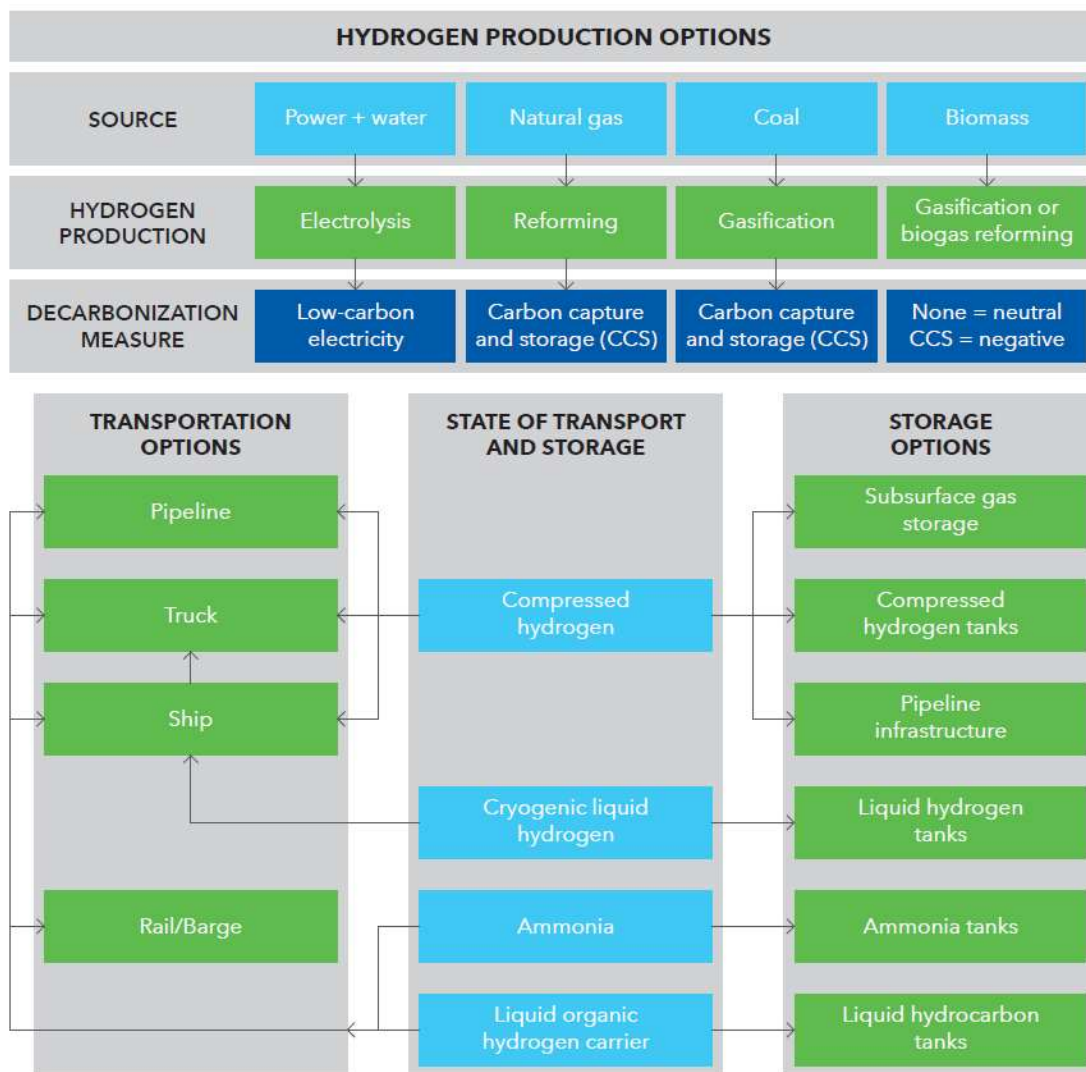 HYDROGEN PRODUCTION OPTIONS
SOURCE
Power + water
Natural gas
Coal
Biomass
HYDROGEN
PRODUCTION
Electrolysis
Reforming
Gasification
Gasification or
biogas reforming
DECARBONIZATION
MEASURE
Low-carbon
electricity
Carbon capture
and storage (CCS)
Carbon capture
and storage (CCS)
None = neutral
CCS = negative
TRANSPORTATION
OPTIONS
STATE OF TRANSPORT
AND STORAGE
STORAGE
OPTIONS
Pipeline
Subsurface gas
storage
Truck
Compressed
hydrogen
Compressed
hydrogen tanks
Ship
Pipeline
infrastructure
Cryogenic liquid
hydrogen
Liquid hydrogen
tanks
Rail/Barge
Ammonia
Ammonia tanks
Liquid organic
hydrogen carrier
Liquid hydrocarbon
tanks